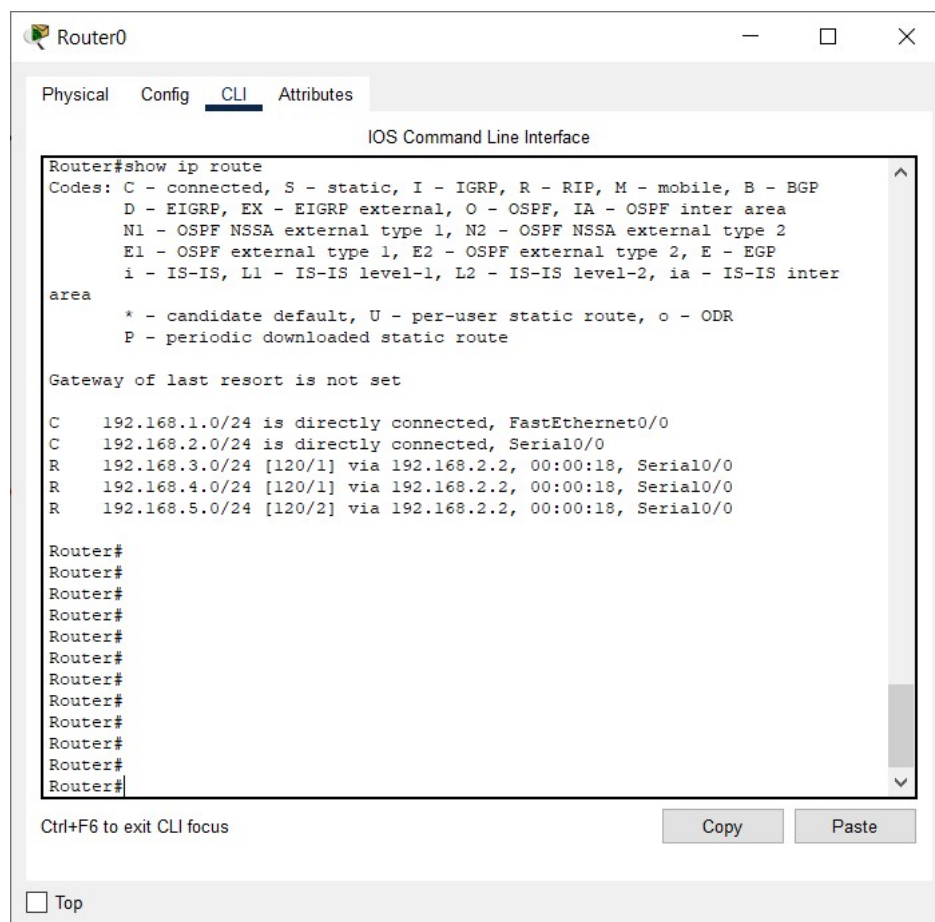 Router0
Physical Config CLI Attributes
IOS Command Line Interface
Router#show ip route
Codes: C - connected, S - static, I - IGRP, R - RIP, M - mobile, B - BGP
D - EIGRP, EX - EIGRP external, O - OSPF, IA - OSPF inter area
N1 - OSPF NSSA external type 1, N2 - OSPF NSSA external type 2
E1 - OSPF external type 1, E2 - OSPF external type 2, E - EGP
i - IS-IS, L1 - IS-IS level-1, L2 - IS-IS level-2, ia - IS-IS inter
area
* - candidate default, U - per-user static route, o - ODR
P - periodic downloaded static route
Gateway of last resort is not set
C 192.168.1.0/24 is directly connected, FastEthernet0/0
C 192.168.2.0/24 is directly connected, Serial0/0
R 192.168.3.0/24 [120/1] via 192.168.2.2, 00:00:18, Serial0/0
R 192.168.4.0/24 [120/1] via 192.168.2.2, 00:00:18, Serial0/0
R 192.168.5.0/24 [120/2] via 192.168.2.2, 00:00:18, Serial0/0
Router#
Router#
Router#
Router#
Router#
Router#
Router#
Router#
Router#
Router#
Router#
Router#
Ctrl+F6 to exit CLI focus
Copy Paste
Top